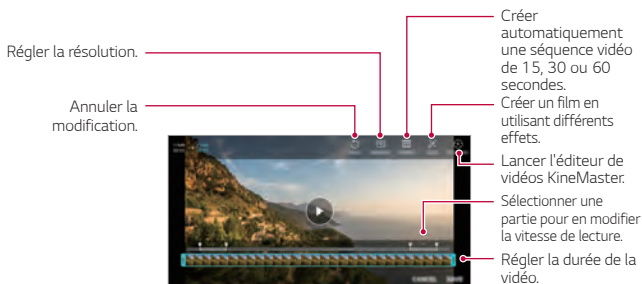 Créer
automatiquement
une séquence vidéo
de 15, 30 ou 60
secondes.
Régler la résolution.
Annuler la
modification.
Créer un film en
utilisant différents
effets.
Lancer l'éditeur de
vidéos KineMaster.
Sélectionner une
partie pour en modifier
la vitesse de lecture.
Régler la durée de la
vidéo.
CANCEL SAVE